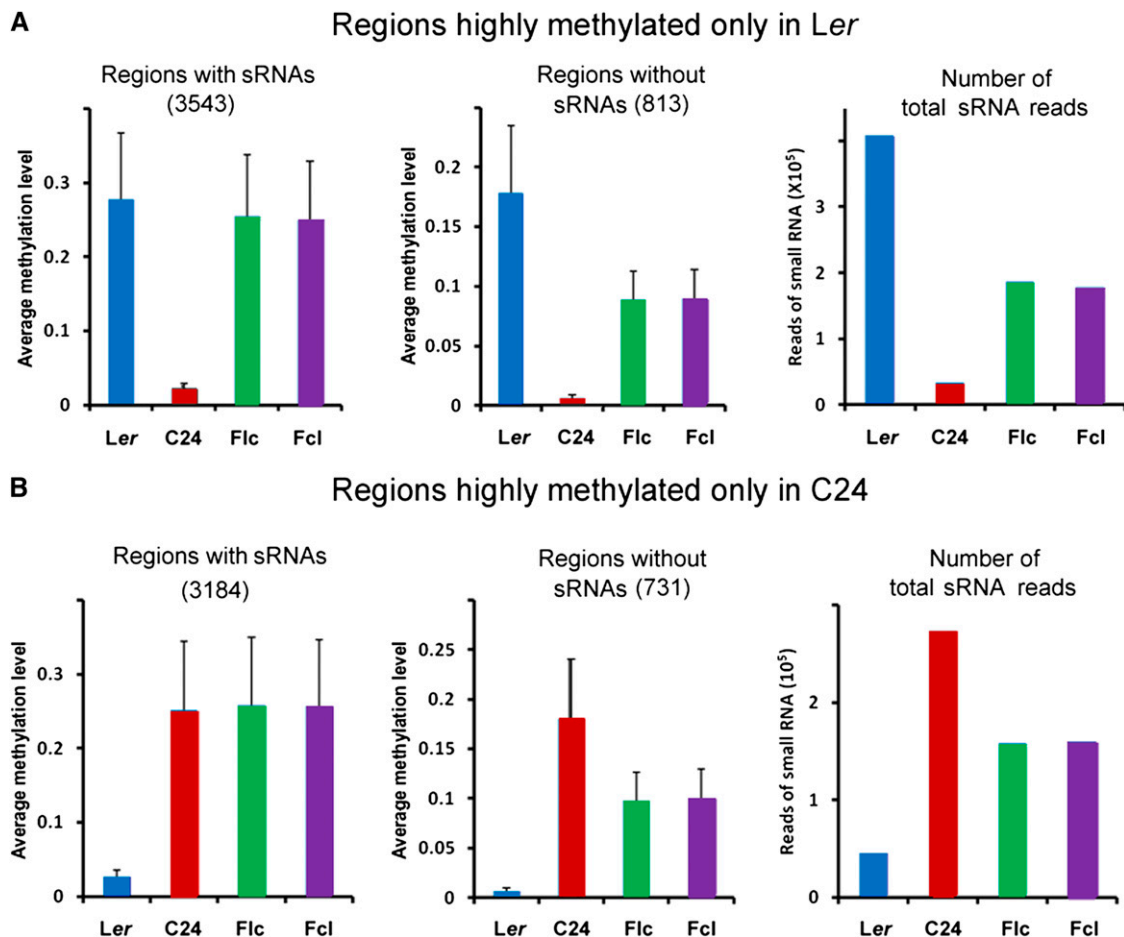 A
Regions highly methylated only in Ler
Regions with sRNAs
(3543)
Average methylation level
0.3
0.2
0.1
0
Ler C24 Flc Fcl
Regions without
sRNAs (813)
Average methylation level
0.2
0.15
0.1
0.05
0
Ler C24 Flc Fcl
Number of
total sRNA reads
Reads of small RNA (X10⁵)
3
2
1
0
Ler C24 Flc Fcl
B
Regions highly methylated only in C24
Regions with sRNAs
(3184)
Average methylation level
0.3
0.2
0.1
0
Ler C24 Flc Fcl
Regions without
sRNAs (731)
Average methylation level
0.25
0.2
0.15
0.1
0.05
0
Ler C24 Flc Fcl
Number of
total sRNA reads
Reads of small RNA (10⁵)
2
1
0
Ler C24 Flc Fcl